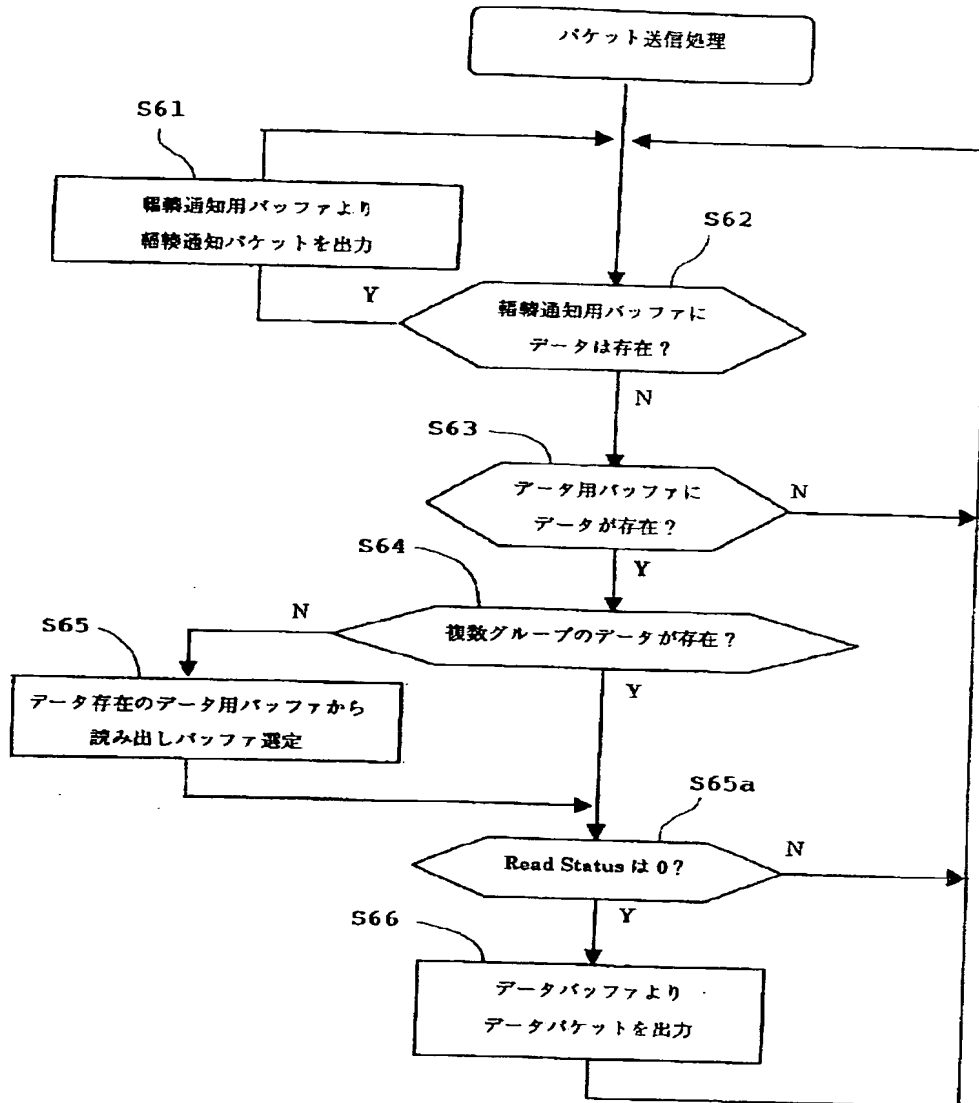 パケット送信処理
S61
輻輳通知用バッファより
輻輳通知パケットを出力
Y
S62
輻輳通知用バッファに
データは存在？
N
S63
データ用バッファに
データが存在？
N
Y
S64
複数グループのデータが存在？
N
Y
S65
データ存在のデータ用バッファから
読み出しバッファ選定
S65a
Read Status は 0？
N
Y
S66
データバッファより
データパケットを出力